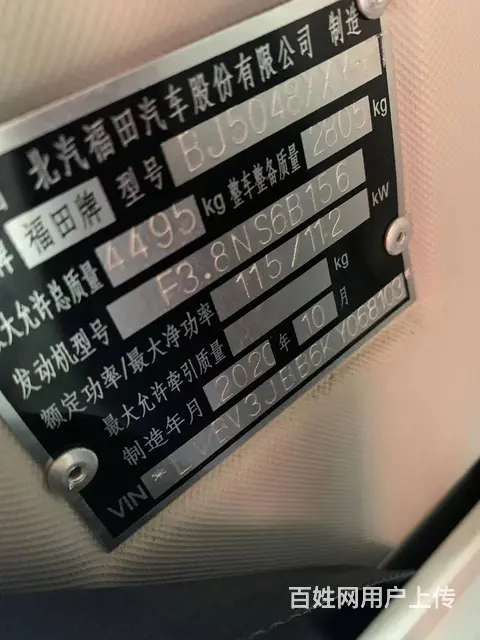 北汽福田汽车股份有限公司 制造
牌 福田牌 型号 BJ5048XXY-
大允许总质量 4495 kg 整车整备质量 2805 kg
发动机型号 F3.8NS6B156
额定功率/最大净功率 115/112 kW
最大允许牵引质量 kg
制造年月 2020 年 10 月
VIN
百姓网用户上传